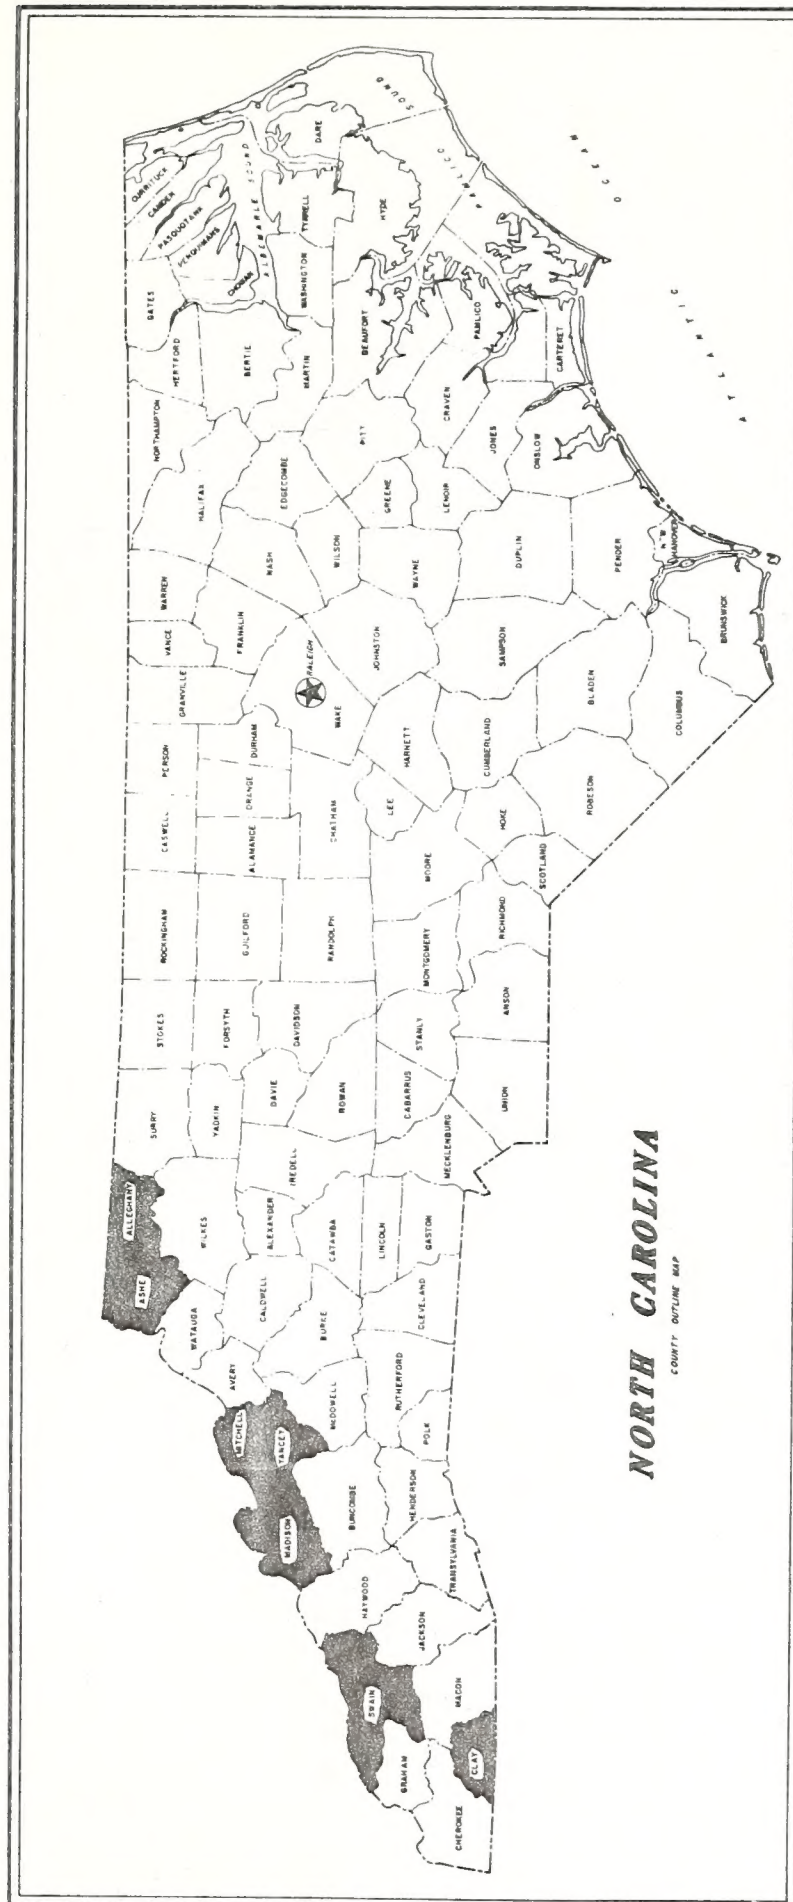 NORTH CAROLINA
COUNTY OUTLINE MAP
CURRITUCK
CAMDEN
PASQUOTANK
PERQUIMANS
CHOWAN
GATES
HERTFORD
BERTIE
NORTHAMPTON
HALIFAX
WARREN
VANCE
GRANVILLE
PERSON
CASWELL
ROCKINGHAM
STOKES
SURRY
ALLEGHANY
ASHE
ALBEMARLE SOUND
DARE
TYRRELL
WASHINGTON
MARTIN
EDGECOMBE
NASH
FRANKLIN
RALEIGH
WAKE
DURHAM
ORANGE
ALAMANCE
GUILFORD
FORSYTH
YADKIN
WILKES
WATAUGA
AVERY
MITCHELL
YANCEY
MADISON
HYDE
BEAUFORT
PITT
GREENE
WILSON
JOHNSTON
CHATHAM
RANDOLPH
DAVIDSON
DAVIE
ROWAN
IREDELL
ALEXANDER
CALDWELL
CATAWBA
BURKE
McDOWELL
BUNCOMBE
HAYWOOD
SWAIN
GRAHAM
PAMLICO SOUND
PAMLICO
CRAVEN
LENOIR
WAYNE
HARNETT
LEE
MOORE
MONTGOMERY
STANLY
CABARRUS
LINCOLN
GASTON
CLEVELAND
RUTHERFORD
POLK
HENDERSON
TRANSYLVANIA
JACKSON
MACON
CLAY
CHEROKEE
CARTERET
JONES
ONSLOW
DUPLIN
SAMPSON
CUMBERLAND
HOKE
SCOTLAND
RICHMOND
ANSON
UNION
MECKLENBURG
PENDER
NEW HANOVER
BRUNSWICK
COLUMBUS
BLADEN
ROBESON
ATLANTIC OCEAN